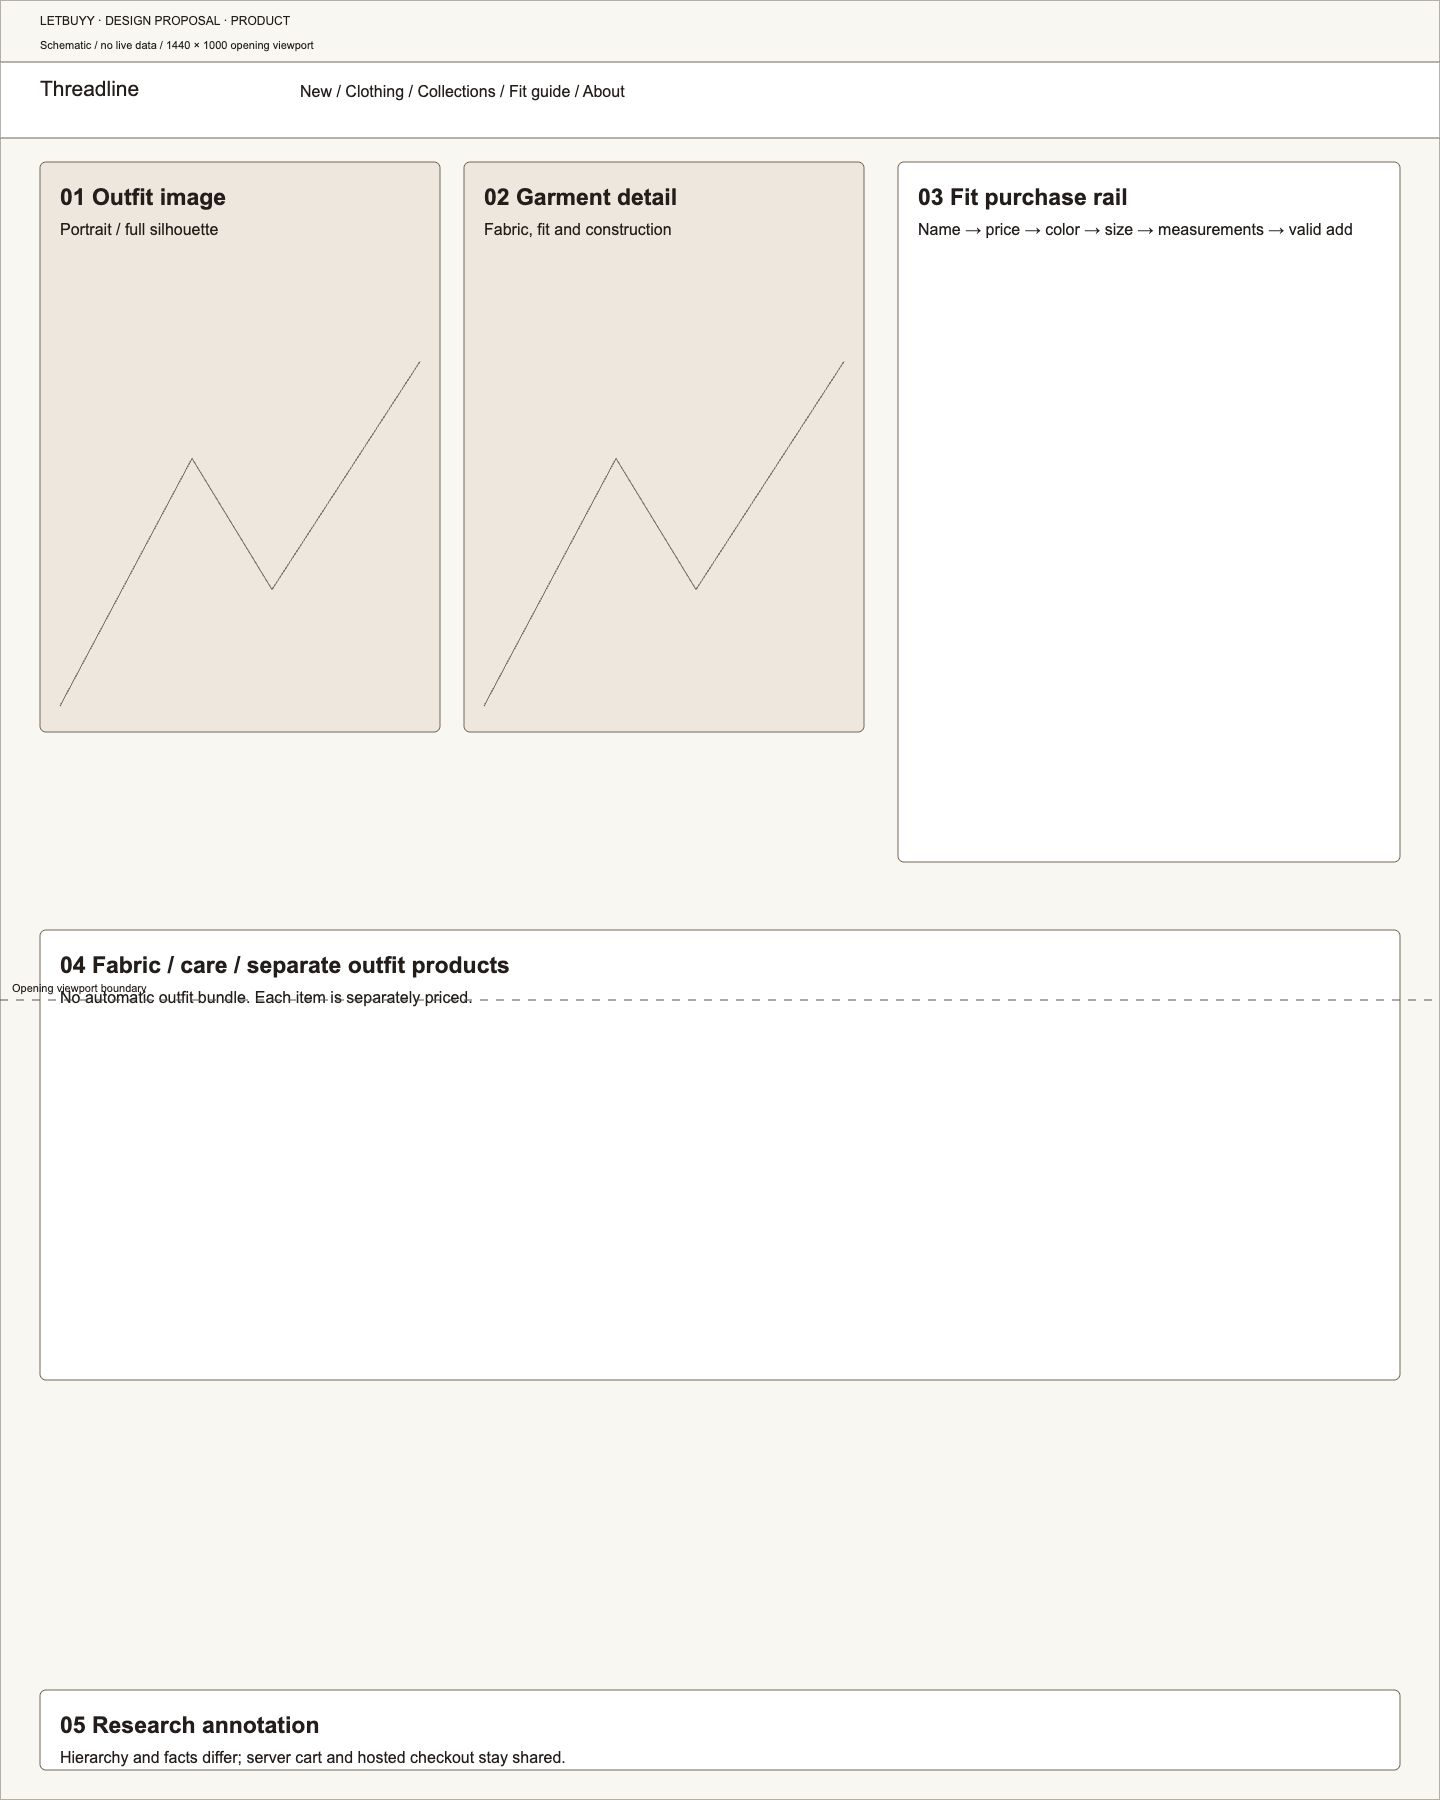 LETBUYY · DESIGN PROPOSAL · PRODUCT
Schematic / no live data / 1440 × 1000 opening viewport
Threadline
New / Clothing / Collections / Fit guide / About
01 Outfit image
Portrait / full silhouette
02 Garment detail
Fabric, fit and construction
03 Fit purchase rail
Name → price → color → size → measurements → valid add
04 Fabric / care / separate outfit products
Opening viewport boundary
No automatic outfit bundle. Each item is separately priced.
05 Research annotation
Hierarchy and facts differ; server cart and hosted checkout stay shared.